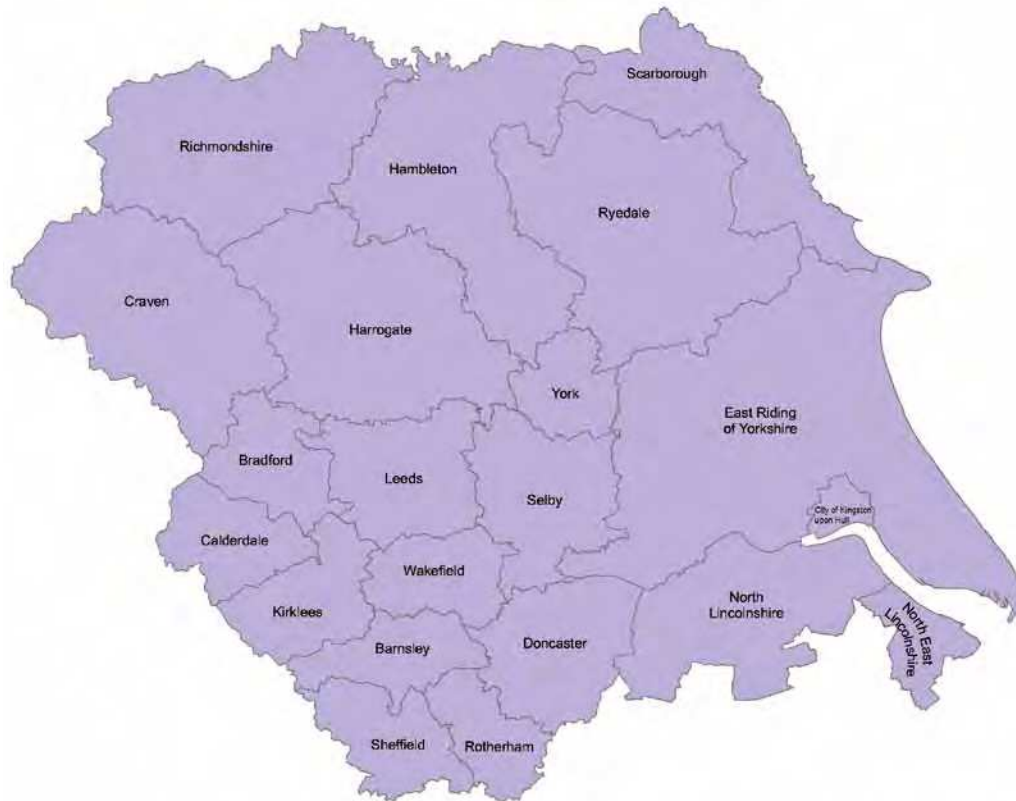 Scarborough
Richmondshire
Hambleton
Ryedale
Craven
Harrogate
York
East Riding
of Yorkshire
Bradford
Leeds
Selby
City of Kingston
upon Hull
Calderdale
Wakefield
North
Lincolnshire
Kirklees
North East
Lincolnshire
Barnsley
Doncaster
Sheffield
Rotherham